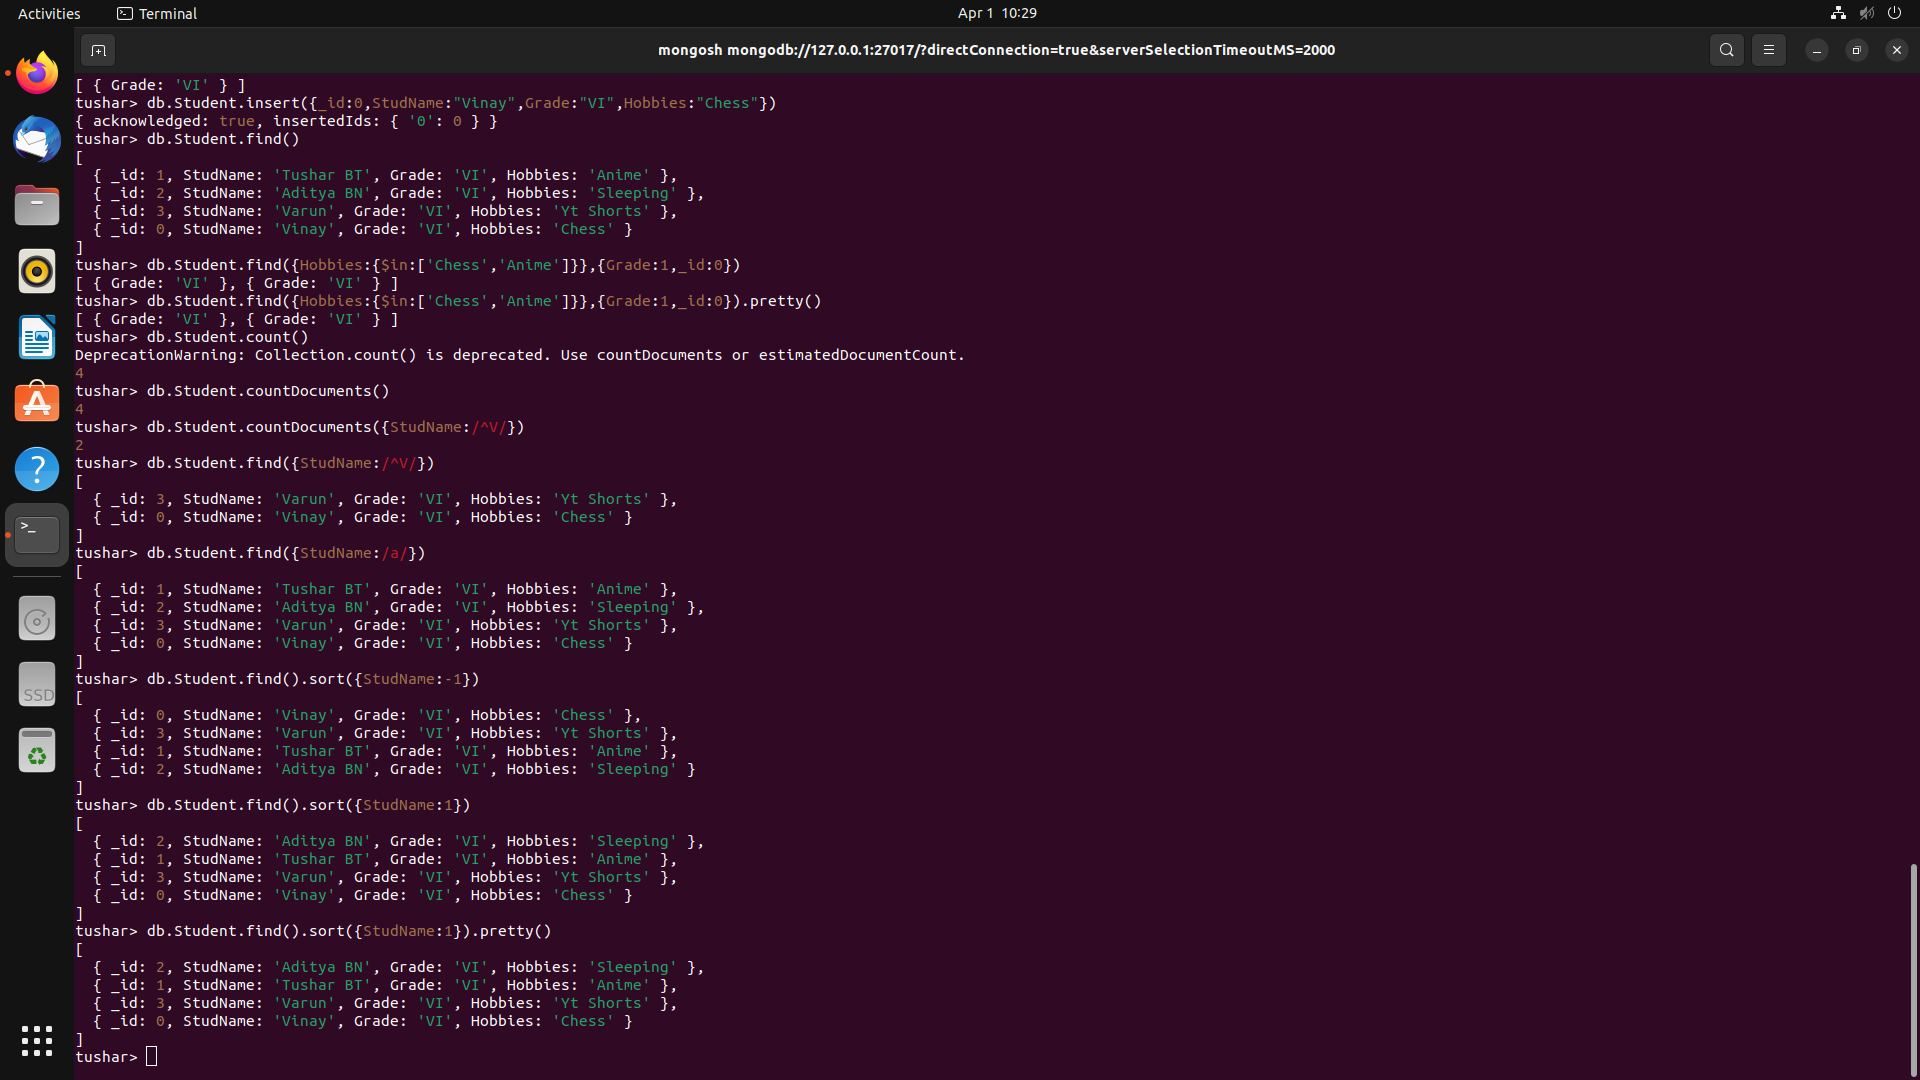 Activities
Terminal
Apr 1 10:29
mongosh mongodb://127.0.0.1:27017/?directConnection=true&serverSelectionTimeoutMS=2000
[ { Grade: 'VI' } ]
tushar> db.Student.insert({_id:0,StudName:"Vinay",Grade:"VI",Hobbies:"Chess"})
{ acknowledged: true, insertedIds: { '0': 0 } }
tushar> db.Student.find()
[
  { _id: 1, StudName: 'Tushar BT', Grade: 'VI', Hobbies: 'Anime' },
  { _id: 2, StudName: 'Aditya BN', Grade: 'VI', Hobbies: 'Sleeping' },
  { _id: 3, StudName: 'Varun', Grade: 'VI', Hobbies: 'Yt Shorts' },
  { _id: 0, StudName: 'Vinay', Grade: 'VI', Hobbies: 'Chess' }
]
tushar> db.Student.find({Hobbies:{$in:['Chess','Anime']}},{Grade:1,_id:0})
[ { Grade: 'VI' }, { Grade: 'VI' } ]
tushar> db.Student.find({Hobbies:{$in:['Chess','Anime']}},{Grade:1,_id:0}).pretty()
[ { Grade: 'VI' }, { Grade: 'VI' } ]
tushar> db.Student.count()
DeprecationWarning: Collection.count() is deprecated. Use countDocuments or estimatedDocumentCount.
4
tushar> db.Student.countDocuments()
4
tushar> db.Student.countDocuments({StudName:/^V/})
2
tushar> db.Student.find({StudName:/^V/})
[
  { _id: 3, StudName: 'Varun', Grade: 'VI', Hobbies: 'Yt Shorts' },
  { _id: 0, StudName: 'Vinay', Grade: 'VI', Hobbies: 'Chess' }
]
tushar> db.Student.find({StudName:/a/})
[
  { _id: 1, StudName: 'Tushar BT', Grade: 'VI', Hobbies: 'Anime' },
  { _id: 2, StudName: 'Aditya BN', Grade: 'VI', Hobbies: 'Sleeping' },
  { _id: 3, StudName: 'Varun', Grade: 'VI', Hobbies: 'Yt Shorts' },
  { _id: 0, StudName: 'Vinay', Grade: 'VI', Hobbies: 'Chess' }
]
tushar> db.Student.find().sort({StudName:-1})
[
  { _id: 0, StudName: 'Vinay', Grade: 'VI', Hobbies: 'Chess' },
  { _id: 3, StudName: 'Varun', Grade: 'VI', Hobbies: 'Yt Shorts' },
  { _id: 1, StudName: 'Tushar BT', Grade: 'VI', Hobbies: 'Anime' },
  { _id: 2, StudName: 'Aditya BN', Grade: 'VI', Hobbies: 'Sleeping' }
]
tushar> db.Student.find().sort({StudName:1})
[
  { _id: 2, StudName: 'Aditya BN', Grade: 'VI', Hobbies: 'Sleeping' },
  { _id: 1, StudName: 'Tushar BT', Grade: 'VI', Hobbies: 'Anime' },
  { _id: 3, StudName: 'Varun', Grade: 'VI', Hobbies: 'Yt Shorts' },
  { _id: 0, StudName: 'Vinay', Grade: 'VI', Hobbies: 'Chess' }
]
tushar> db.Student.find().sort({StudName:1}).pretty()
[
  { _id: 2, StudName: 'Aditya BN', Grade: 'VI', Hobbies: 'Sleeping' },
  { _id: 1, StudName: 'Tushar BT', Grade: 'VI', Hobbies: 'Anime' },
  { _id: 3, StudName: 'Varun', Grade: 'VI', Hobbies: 'Yt Shorts' },
  { _id: 0, StudName: 'Vinay', Grade: 'VI', Hobbies: 'Chess' }
]
tushar>
SSD